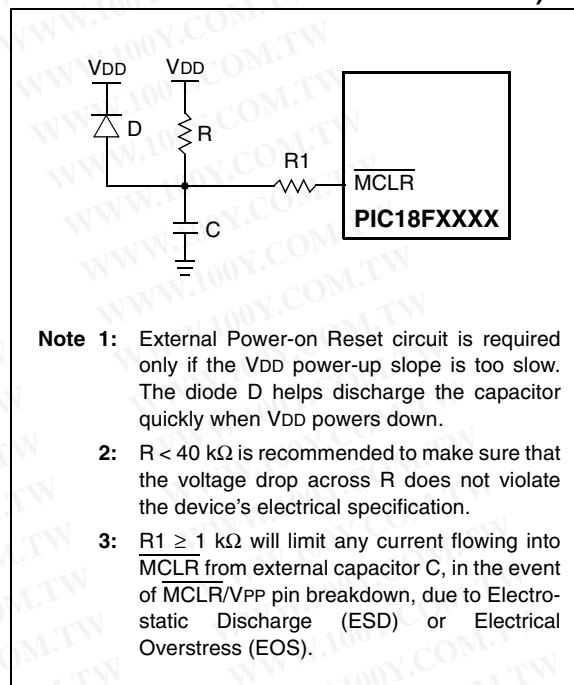 VDD VDD
D R
R1
MCLR
PIC18FXXXX
C
Note 1: External Power-on Reset circuit is required
only if the VDD power-up slope is too slow.
The diode D helps discharge the capacitor
quickly when VDD powers down.
2: R < 40 kΩ is recommended to make sure that
the voltage drop across R does not violate
the device's electrical specification.
3: R1 ≥ 1 kΩ will limit any current flowing into
MCLR from external capacitor C, in the event
of MCLR/VPP pin breakdown, due to Electro-
static Discharge (ESD) or Electrical
Overstress (EOS).
WWW.100Y.COM.TW